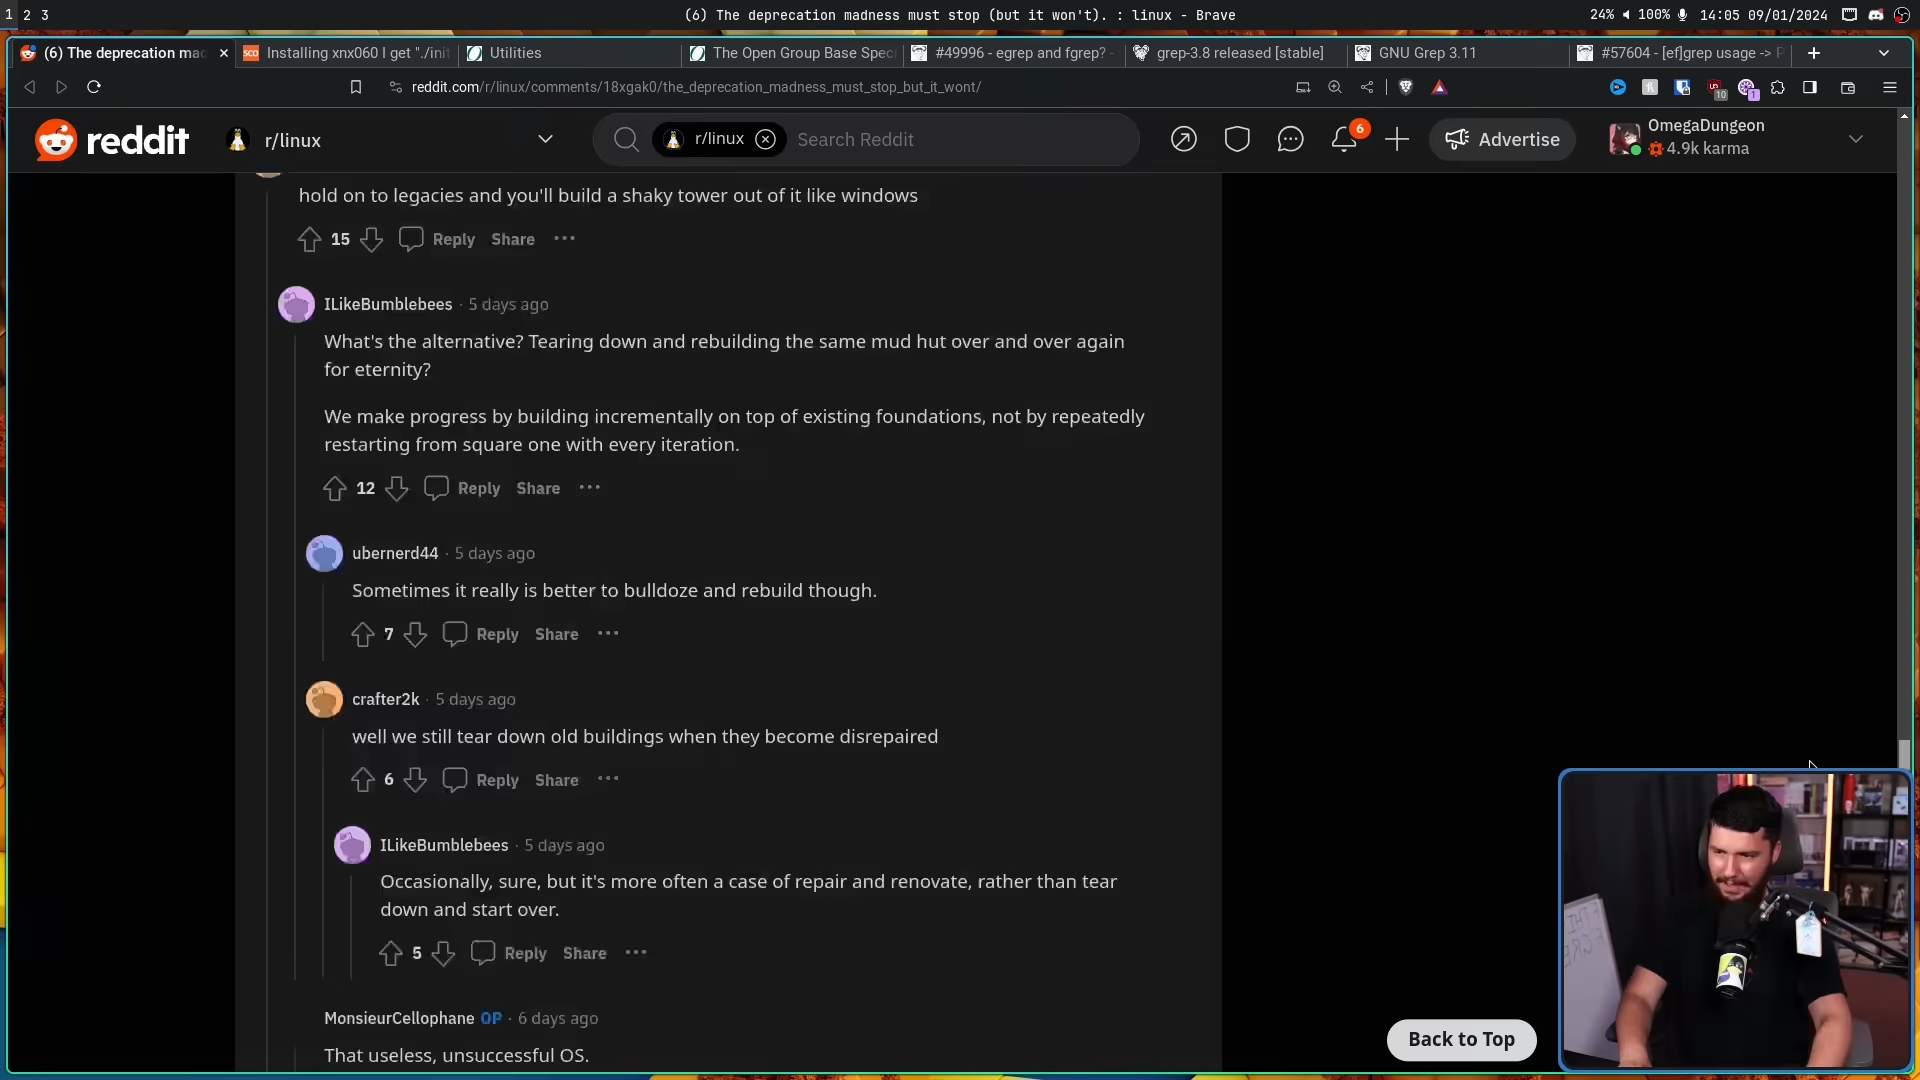 1 2 3
(6) The deprecation madness must stop (but it won't). : linux - Brave
24% 100% 14:05 09/01/2024
(6) The deprecation mad
Installing xnx060 I get "./init
Utilities
The Open Group Base Spec
#49996 - egrep and fgrep? -
grep-3.8 released [stable]
GNU Grep 3.11
#57604 - [ef]grep usage -> P
reddit.com/r/linux/comments/18xgak0/the_deprecation_madness_must_stop_but_it_wont/
10
1
reddit
r/linux
r/linux
Search Reddit
6
Advertise
OmegaDungeon
4.9k karma
hold on to legacies and you'll build a shaky tower out of it like windows
15 Reply Share ···
ILikeBumblebees · 5 days ago
What's the alternative? Tearing down and rebuilding the same mud hut over and over again
for eternity?
We make progress by building incrementally on top of existing foundations, not by repeatedly
restarting from square one with every iteration.
12 Reply Share ···
ubernerd44 · 5 days ago
Sometimes it really is better to bulldoze and rebuild though.
7 Reply Share ···
crafter2k · 5 days ago
well we still tear down old buildings when they become disrepaired
6 Reply Share ···
ILikeBumblebees · 5 days ago
Occasionally, sure, but it's more often a case of repair and renovate, rather than tear
down and start over.
5 Reply Share ···
MonsieurCellophane OP · 6 days ago
That useless, unsuccessful OS.
Back to Top